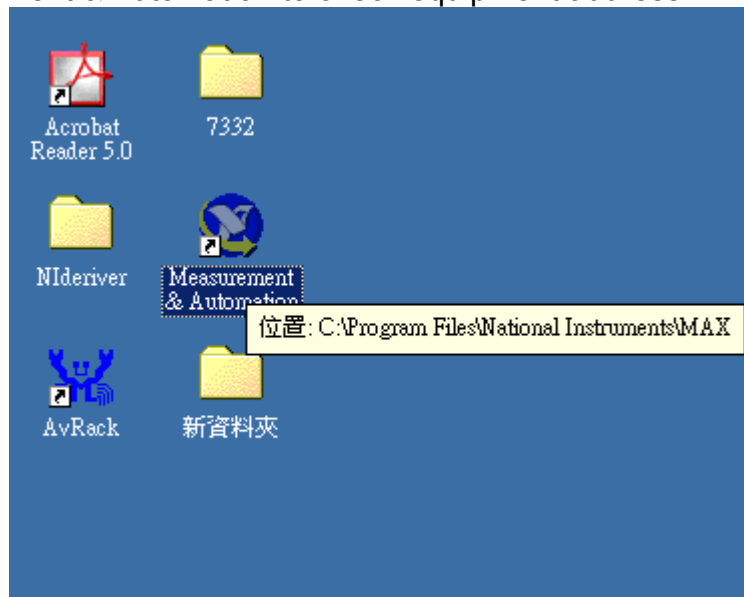 Acrobat
Reader 5.0
7332
NIderiver
Measurement
& Automation
位置: C:\Program Files\National Instruments\MAX
AvRack
新資料夾